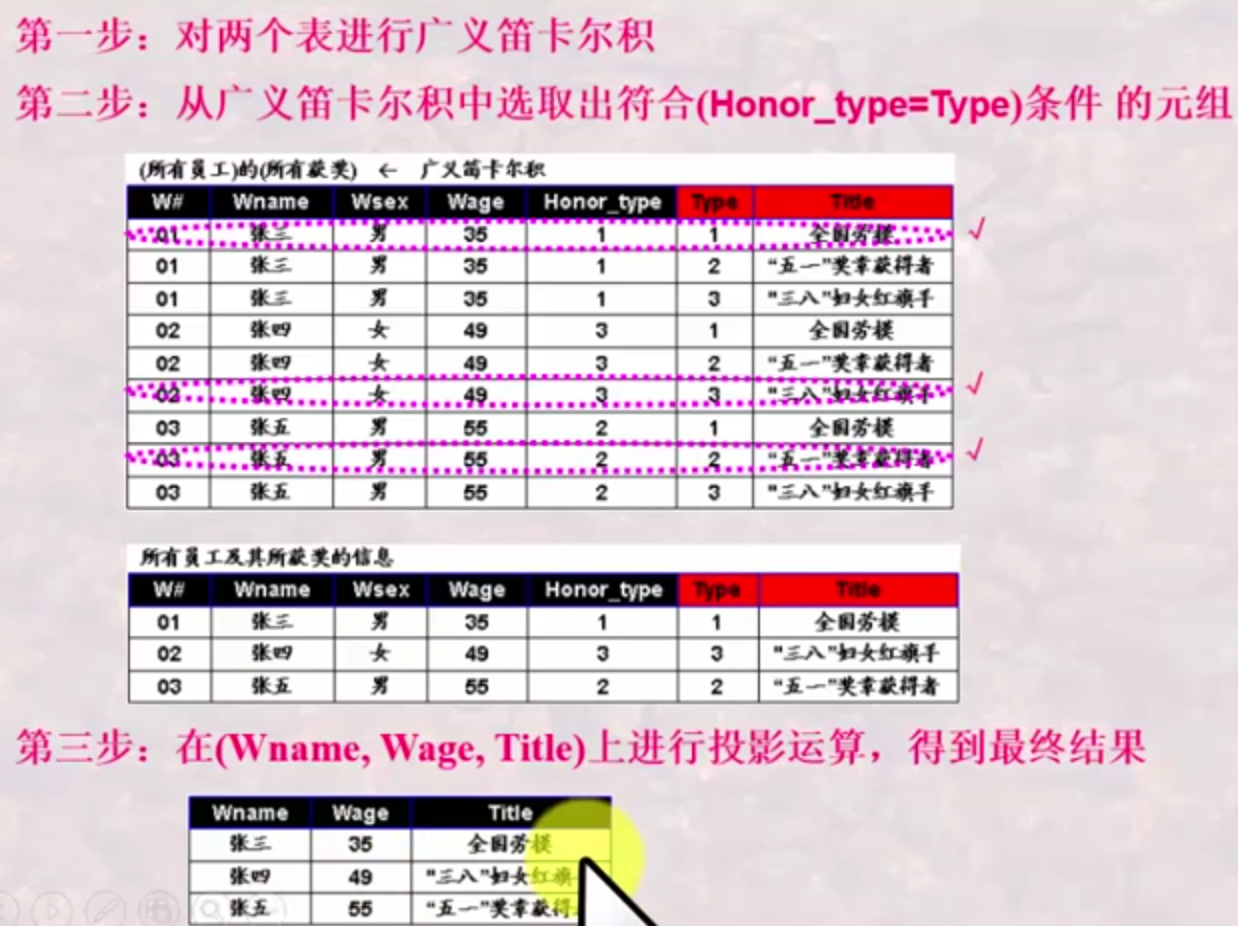 第一步：对两个表进行广义笛卡尔积
第二步：从广义笛卡尔积中选取出符合(Honor_type=Type)条件 的元组
(所有员工)的(所有获奖) ← 广义笛卡尔积
W# Wname Wsex Wage Honor_type Type Title
01 张三 男 35 1 1 全国劳模 √
01 张三 男 35 1 2 “五一”奖章获得者
01 张三 男 35 1 3 "三八"妇女红旗手
02 张四 女 49 3 1 全国劳模
02 张四 女 49 3 2 “五一”奖章获得者
02 张四 女 49 3 3 "三八"妇女红旗手 √
03 张五 男 55 2 1 全国劳模
03 张五 男 55 2 2 “五一”奖章获得者 √
03 张五 男 55 2 3 "三八"妇女红旗手
所有员工及其所获奖的信息
W# Wname Wsex Wage Honor_type Type Title
01 张三 男 35 1 1 全国劳模
02 张四 女 49 3 3 "三八"妇女红旗手
03 张五 男 55 2 2 “五一”奖章获得者
第三步：在(Wname, Wage, Title)上进行投影运算，得到最终结果
Wname Wage Title
张三 35 全国劳模
张四 49 "三八"妇女红旗
张五 55 “五一”奖章获得